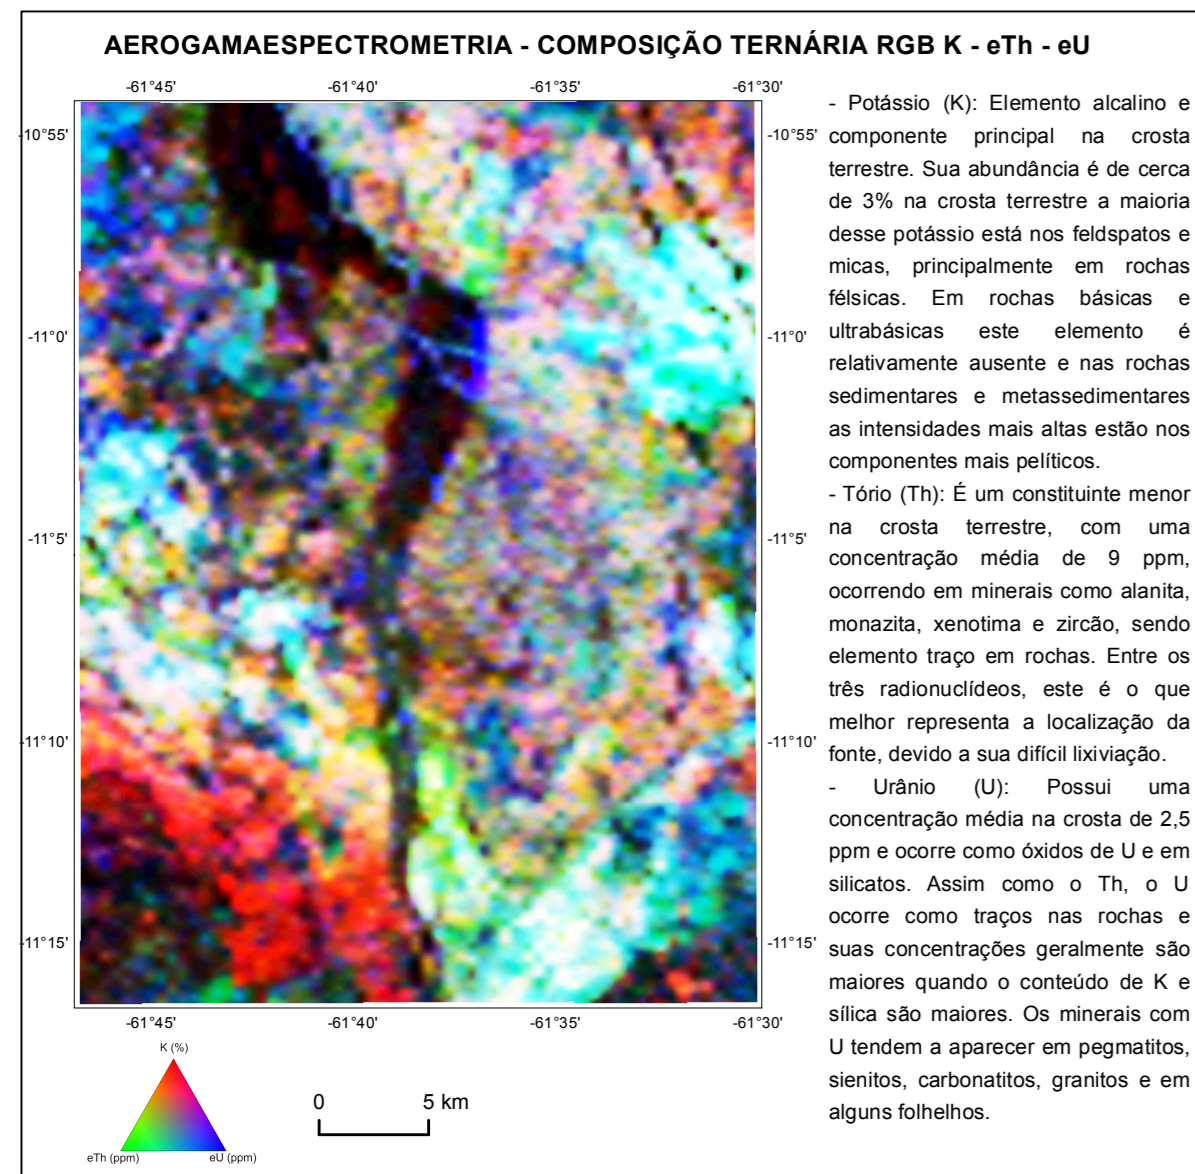 AEROGAMAESPECTROMETRIA - COMPOSIÇÃO TERNÁRIA RGB K - eTh - eU
-61°45' -61°40' -61°35' -61°30'
-10°55' -10°55'
-11°0' -11°0'
-11°5' -11°5'
-11°10' -11°10'
-11°15' -11°15'
-61°45' -61°40' -61°35' -61°30'
K (%)
eTh (ppm) eU (ppm)
0 5 km
- Potássio (K): Elemento alcalino e
componente principal na crosta
terrestre. Sua abundância é de cerca
de 3% na crosta terrestre a maioria
desse potássio está nos feldspatos e
micas, principalmente em rochas
félsicas. Em rochas básicas e
ultrabásicas este elemento é
relativamente ausente e nas rochas
sedimentares e metassedimentares
as intensidades mais altas estão nos
componentes mais pelíticos.
- Tório (Th): É um constituinte menor
na crosta terrestre, com uma
concentração média de 9 ppm,
ocorrendo em minerais como alanita,
monazita, xenotima e zircão, sendo
elemento traço em rochas. Entre os
três radionuclídeos, este é o que
melhor representa a localização da
fonte, devido a sua difícil lixiviação.
- Urânio (U): Possui uma
concentração média na crosta de 2,5
ppm e ocorre como óxidos de U e em
silicatos. Assim como o Th, o U
ocorre como traços nas rochas e
suas concentrações geralmente são
maiores quando o conteúdo de K e
sílica são maiores. Os minerais com
U tendem a aparecer em pegmatitos,
sienitos, carbonatitos, granitos e em
alguns folhelhos.